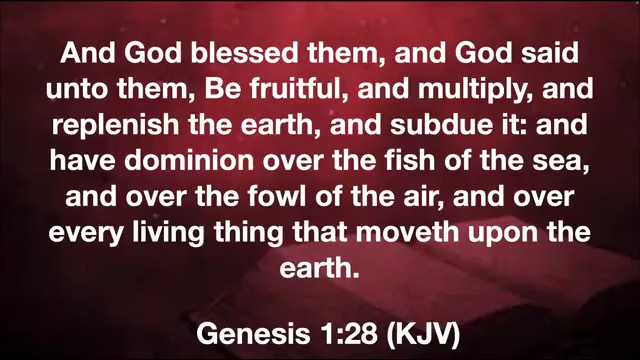 And God blessed them, and God said
unto them, Be fruitful, and multiply, and
replenish the earth, and subdue it: and
have dominion over the fish of the sea,
and over the fowl of the air, and over
every living thing that moveth upon the
earth.
Genesis 1:28 (KJV)